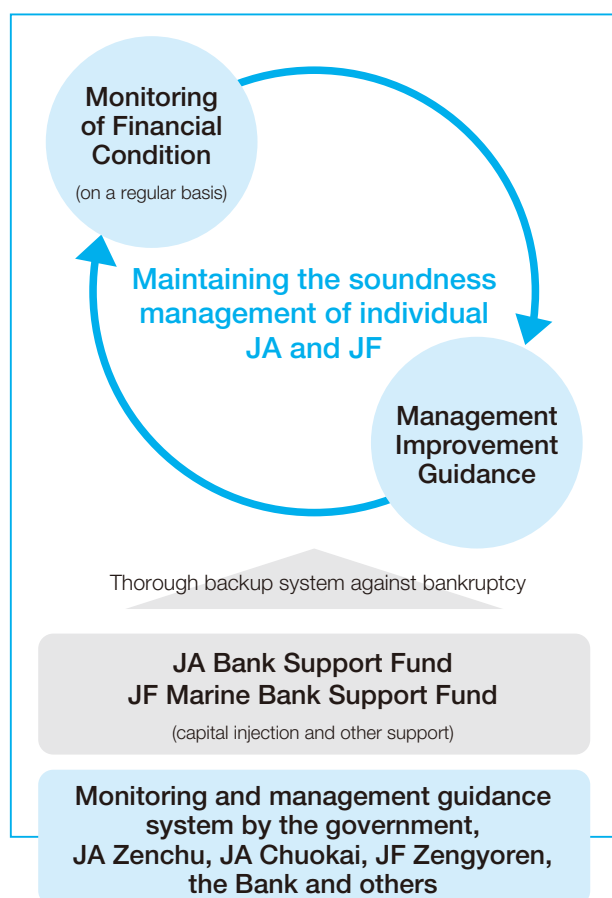 Monitoring
of Financial
Condition
(on a regular basis)
Maintaining the soundness
management of individual
JA and JF
Management
Improvement
Guidance
Thorough backup system against bankruptcy
JA Bank Support Fund
JF Marine Bank Support Fund
(capital injection and other support)
Monitoring and management guidance
system by the government,
JA Zenchu, JA Chuokai, JF Zengyoren,
the Bank and others